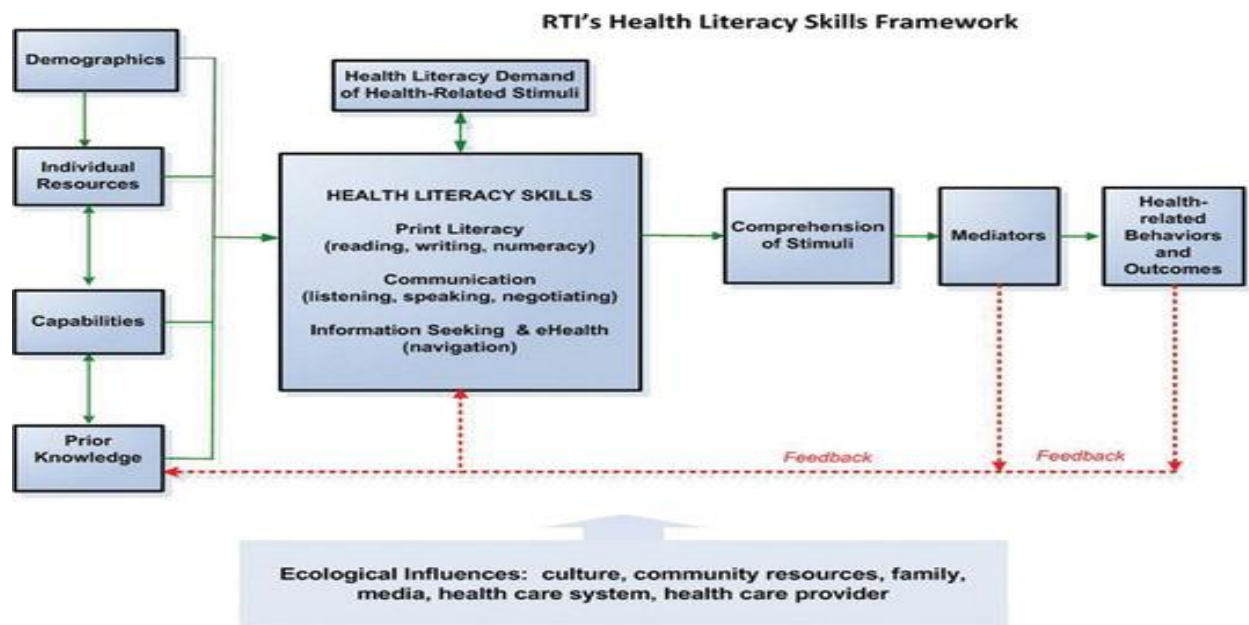 RTI's Health Literacy Skills Framework
Demographics
Individual
Resources
Capabilities
Prior
Knowledge
Health Literacy Demand
of Health-Related Stimuli
HEALTH LITERACY SKILLS
Print Literacy
(reading, writing, numeracy)
Communication
(listening, speaking, negotiating)
Information Seeking & eHealth
(navigation)
Comprehension
of Stimuli
Mediators
Health-
related
Behaviors
and
Outcomes
Feedback
Feedback
Ecological Influences: culture, community resources, family,
media, health care system, health care provider